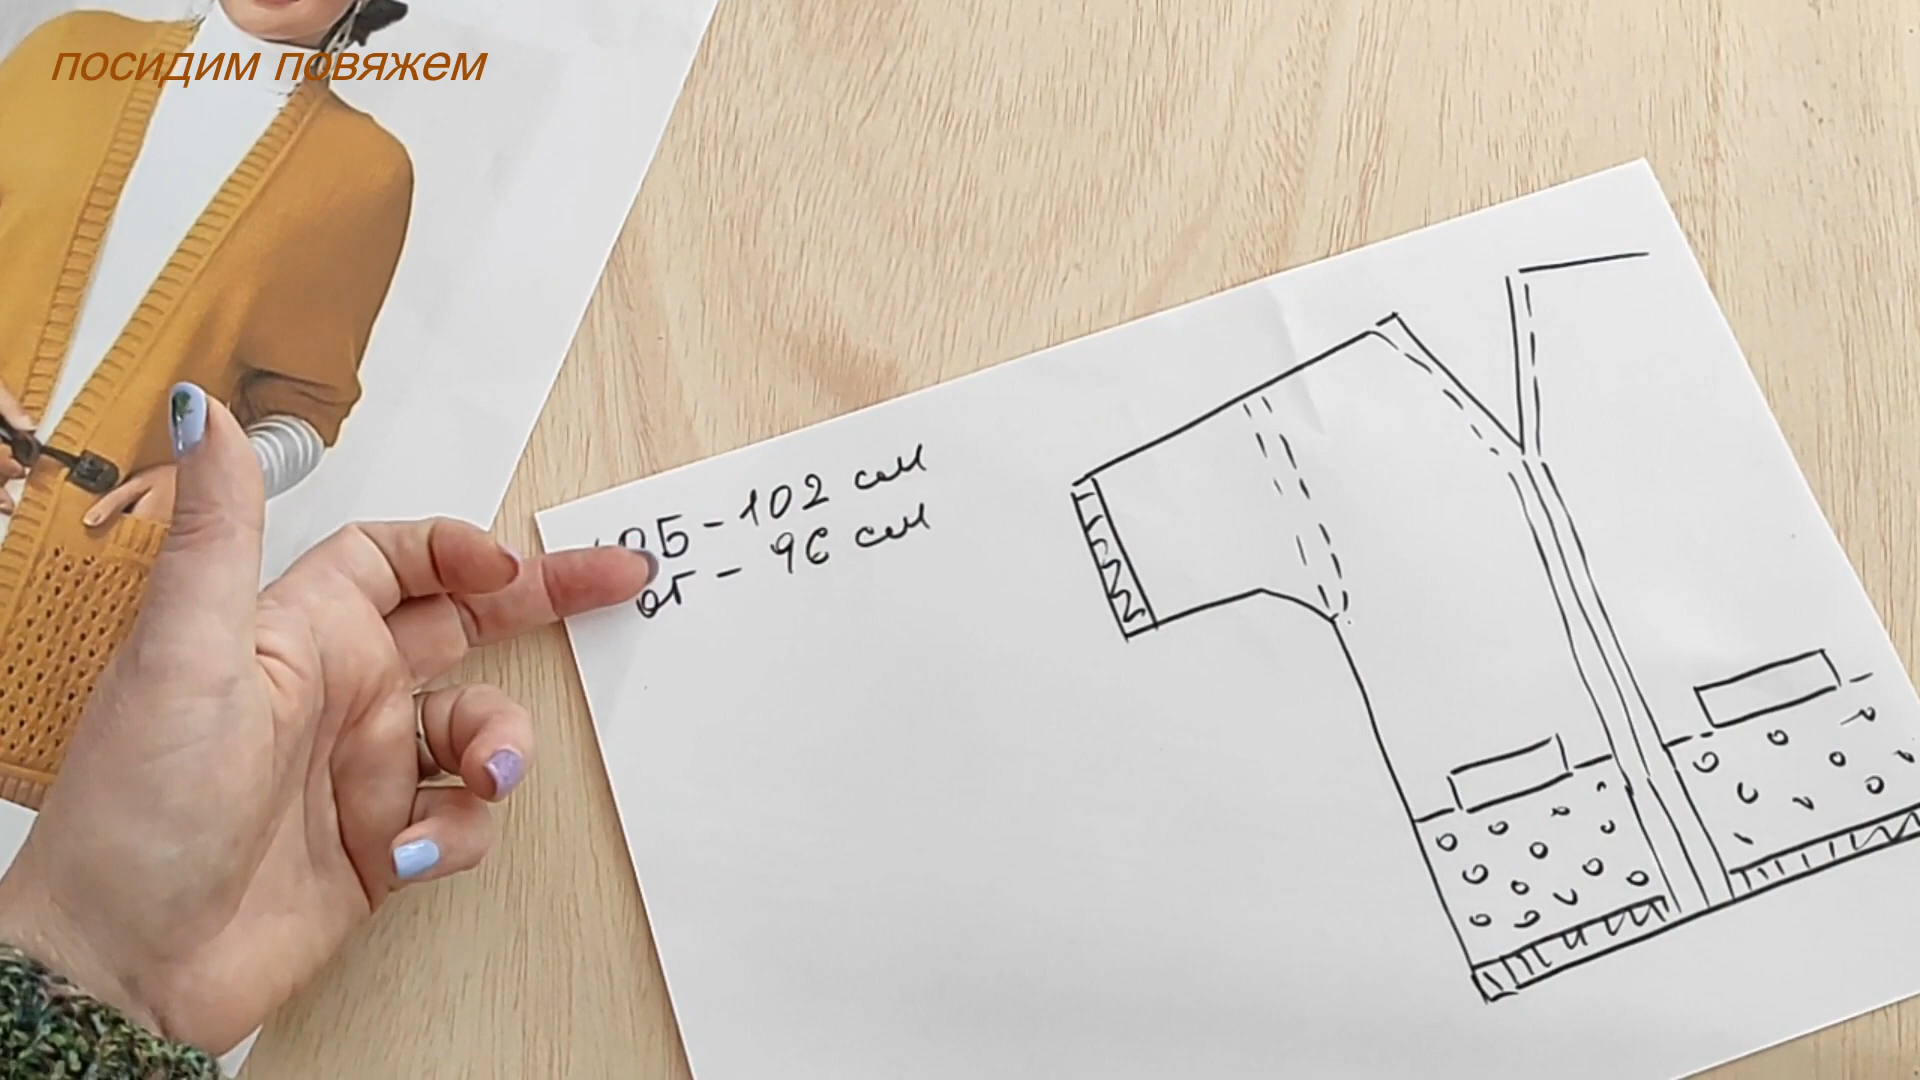 посидим повяжем
ОБ - 102 см
ОГ - 96 см